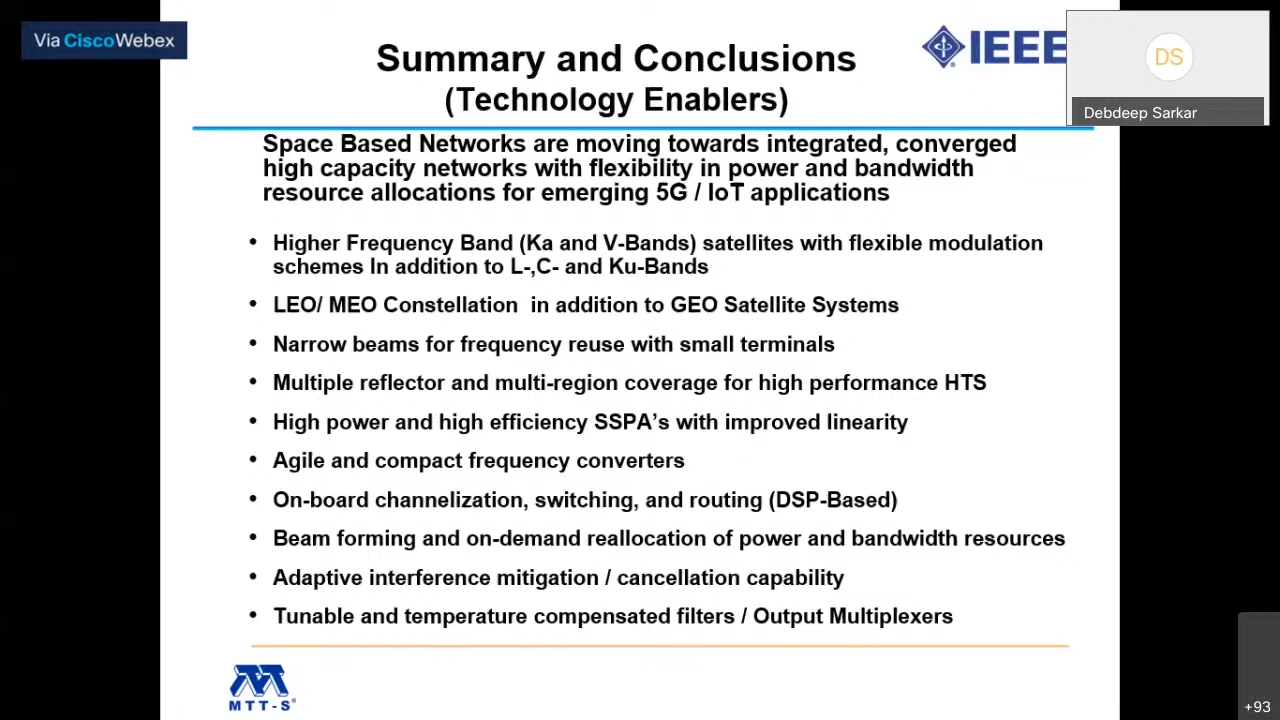 Via CiscoWebex
Summary and Conclusions
(Technology Enablers)
IEEE
DS
Debdeep Sarkar
Space Based Networks are moving towards integrated, converged
high capacity networks with flexibility in power and bandwidth
resource allocations for emerging 5G / IoT applications
• Higher Frequency Band (Ka and V-Bands) satellites with flexible modulation
schemes In addition to L-,C- and Ku-Bands
• LEO/ MEO Constellation in addition to GEO Satellite Systems
• Narrow beams for frequency reuse with small terminals
• Multiple reflector and multi-region coverage for high performance HTS
• High power and high efficiency SSPA's with improved linearity
• Agile and compact frequency converters
• On-board channelization, switching, and routing (DSP-Based)
• Beam forming and on-demand reallocation of power and bandwidth resources
• Adaptive interference mitigation / cancellation capability
• Tunable and temperature compensated filters / Output Multiplexers
MTT-S®
+93